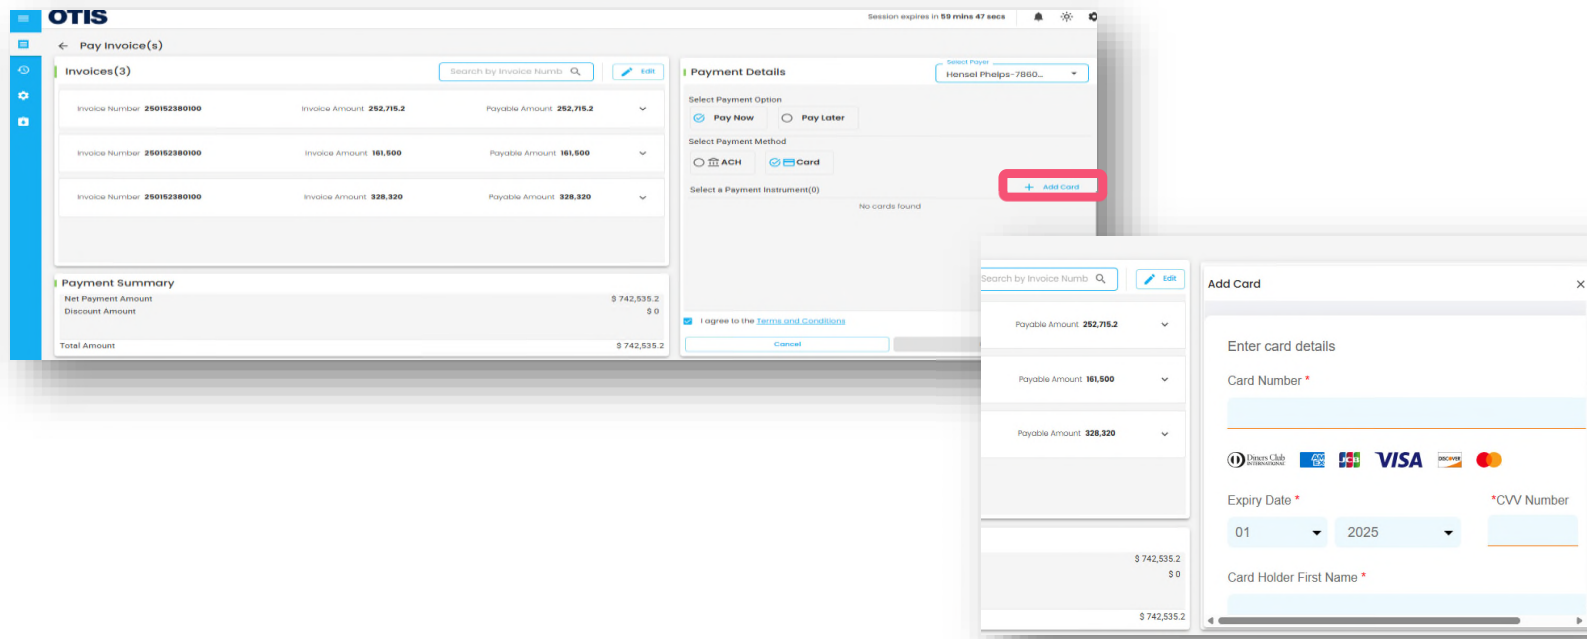 OTIS
Session expires in 59 mins 47 secs
Pay Invoice(s)
Invoices(3)
Search by Invoice Numb
Edit
Invoice Number 250152380100 Invoice Amount 252,715.2 Payable Amount 252,715.2
Invoice Number 250152380100 Invoice Amount 161,500 Payable Amount 161,500
Invoice Number 250152380100 Invoice Amount 328,320 Payable Amount 328,320
Payment Summary
Net Payment Amount $ 742,535.2
Discount Amount $ 0
Total Amount $ 742,535.2
Payment Details
Select Payer
Hensel Phelps-7860...
Select Payment Option
Pay Now Pay Later
Select Payment Method
ACH Card
Select a Payment Instrument(0)
Add Card
No cards found
I agree to the Terms and Conditions
Cancel
Search by Invoice Numb
Edit
Payable Amount 252,715.2
Payable Amount 161,500
Payable Amount 328,320
$ 742,535.2
$ 0
$ 742,535.2
Add Card
Enter card details
Card Number *
Diners Club INTERNATIONAL AM EX JCB VISA DISCOVER
Expiry Date * *CVV Number
01 2025
Card Holder First Name *